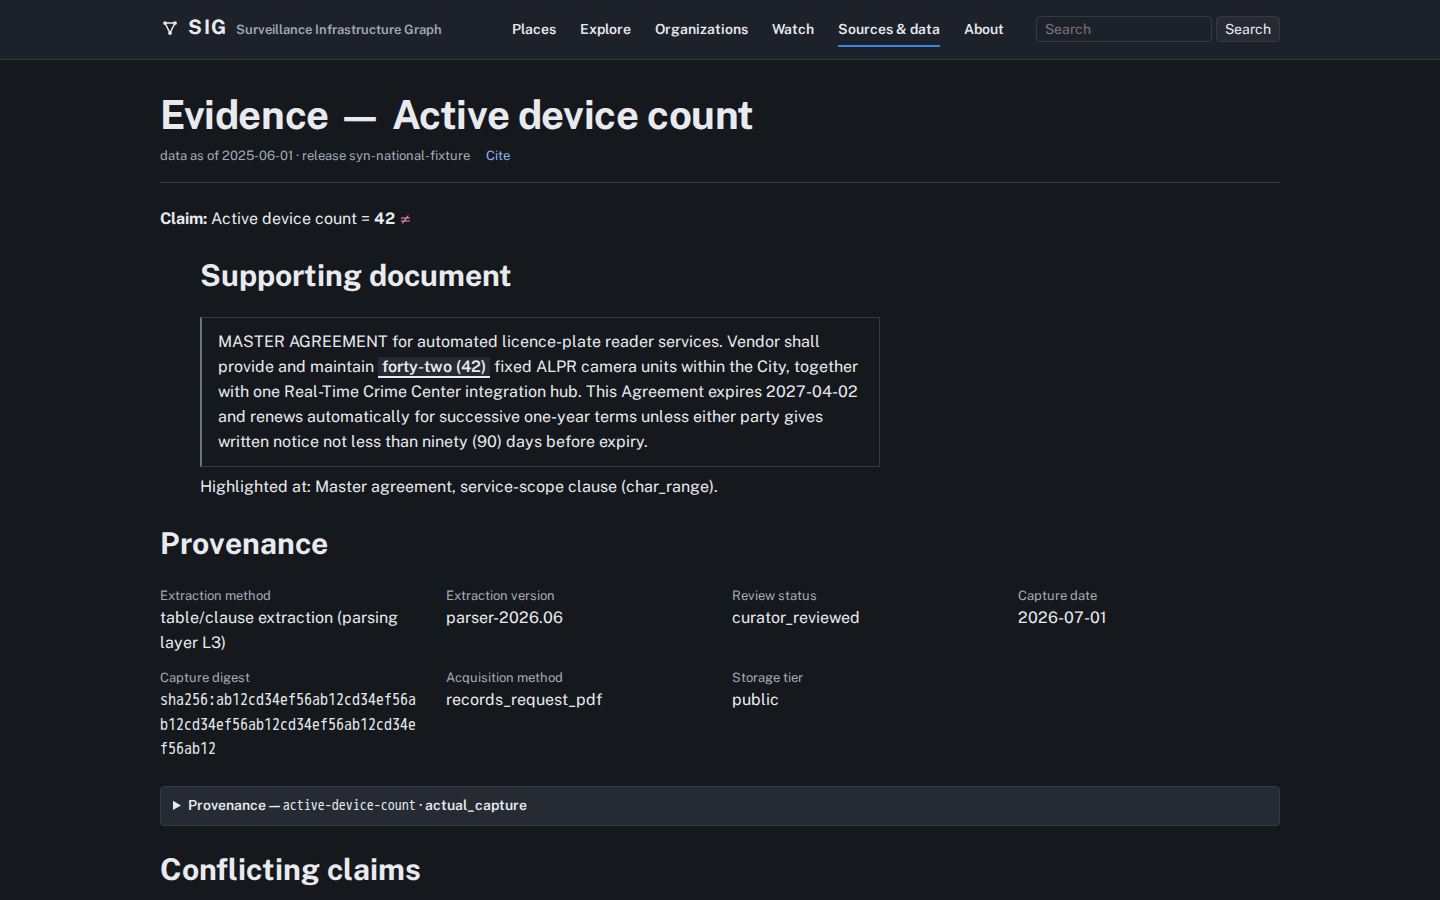 SIG Surveillance Infrastructure Graph Places Explore Organizations Watch Sources & data About Search Search
Evidence — Active device count
data as of 2025-06-01 · release syn-national-fixture Cite
Claim: Active device count = 42 ≠
Supporting document
MASTER AGREEMENT for automated licence-plate reader services. Vendor shall
provide and maintain forty-two (42) fixed ALPR camera units within the City, together
with one Real-Time Crime Center integration hub. This Agreement expires 2027-04-02
and renews automatically for successive one-year terms unless either party gives
written notice not less than ninety (90) days before expiry.
Highlighted at: Master agreement, service-scope clause (char_range).
Provenance
Extraction method Extraction version Review status Capture date
table/clause extraction (parsing parser-2026.06 curator_reviewed 2026-07-01
layer L3)
Capture digest Acquisition method Storage tier
sha256:ab12cd34ef56ab12cd34ef56a records_request_pdf public
b12cd34ef56ab12cd34ef56ab12cd34e
f56ab12
Provenance — active-device-count · actual_capture
Conflicting claims